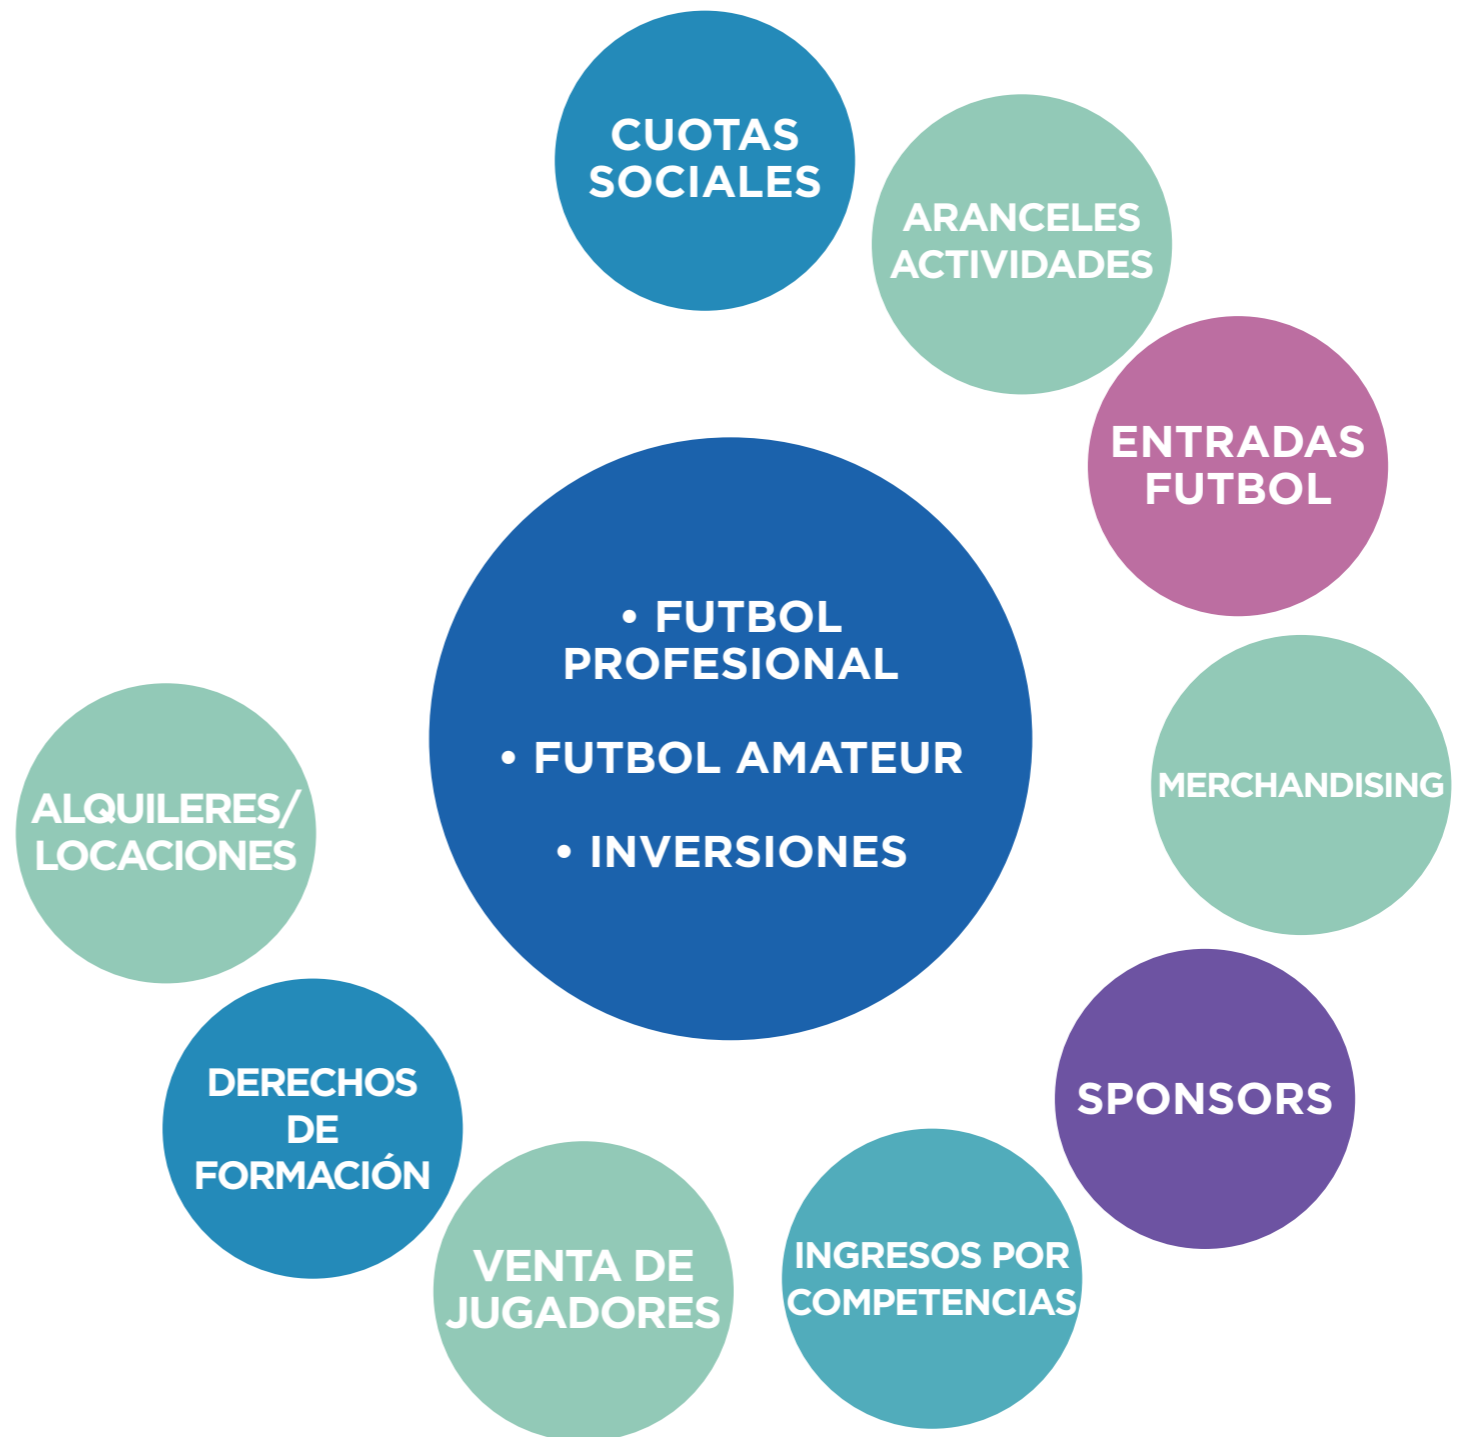 CUOTAS
SOCIALES
ARANCELES
ACTIVIDADES
ENTRADAS
FUTBOL
• FUTBOL
PROFESIONAL
• FUTBOL AMATEUR
• INVERSIONES
MERCHANDISING
ALQUILERES/
LOCACIONES
SPONSORS
DERECHOS
DE
FORMACIÓN
VENTA DE
JUGADORES
INGRESOS POR
COMPETENCIAS